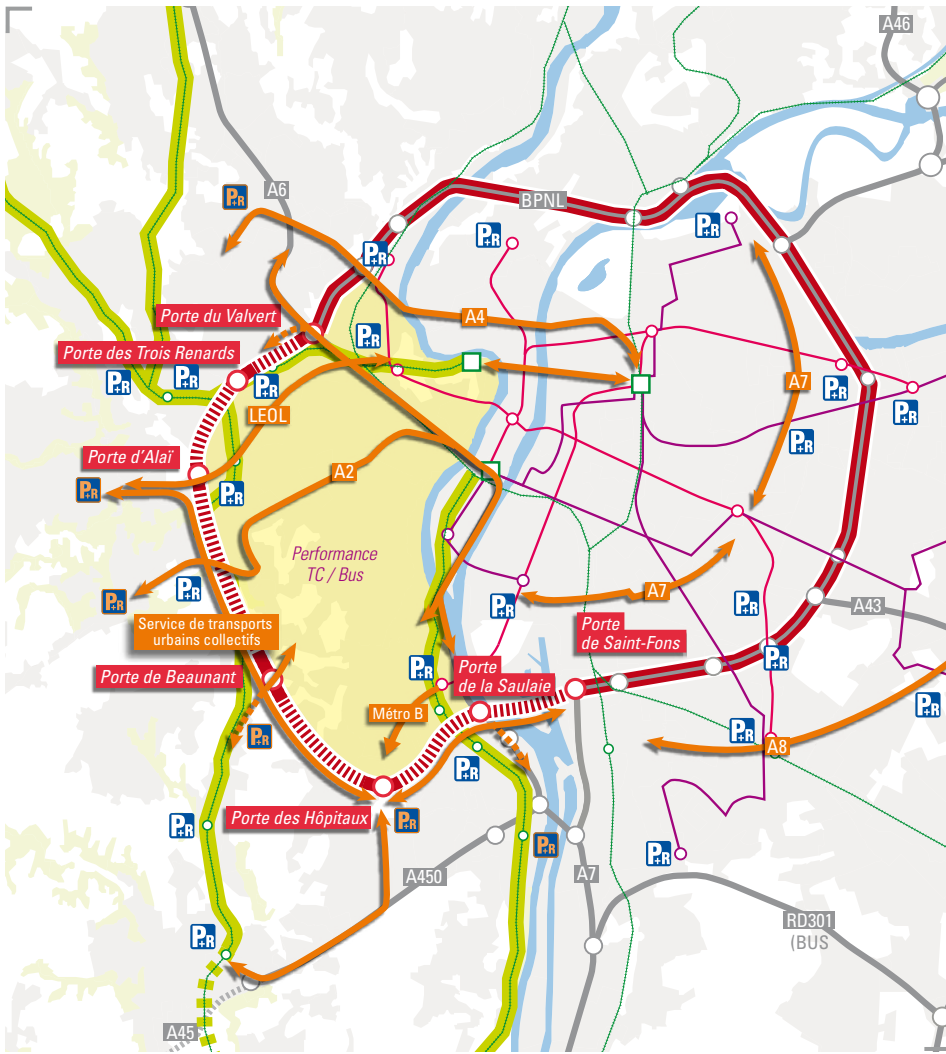 A46
P+R
A6
BPNL
P+R
P+R
P+R
P+R
Porte du Valvert
A4
P+R
Porte des Trois Renards
P+R
P+R
P+R
P+R
A7
P+R
LEOL
P+R
Porte d'Alaï
A2
P+R
P+R
Performance
TC / Bus
P+R
P+R
A7
P+R
P+R
A43
Service de transports
urbains collectifs
Porte
de Saint-Fons
Porte de Beaunant
Porte
de la Saulaie
P+R
P+R
P+R
Métro B
P+R
P+R
A8
P+R
Porte des Hôpitaux
P+R
P+R
P+R
P+R
A450
A7
RD301
(BUS
P+R
A45